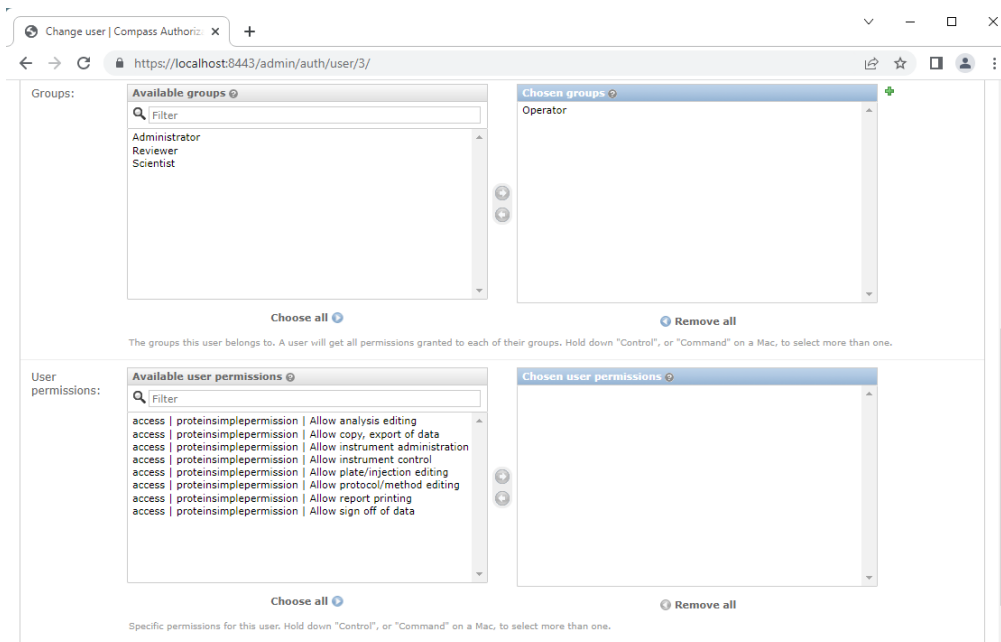 Change user | Compass Authoriz
https://localhost:8443/admin/auth/user/3/
Groups:
Available groups
Filter
Administrator
Reviewer
Scientist
Choose all
Chosen groups
Operator
Remove all
The groups this user belongs to. A user will get all permissions granted to each of their groups. Hold down "Control", or "Command" on a Mac, to select more than one.
User
permissions:
Available user permissions
Filter
access | proteinsimplepermission | Allow analysis editing
access | proteinsimplepermission | Allow copy, export of data
access | proteinsimplepermission | Allow instrument administration
access | proteinsimplepermission | Allow instrument control
access | proteinsimplepermission | Allow plate/injection editing
access | proteinsimplepermission | Allow protocol/method editing
access | proteinsimplepermission | Allow report printing
access | proteinsimplepermission | Allow sign off of data
Choose all
Chosen user permissions
Remove all
Specific permissions for this user. Hold down "Control", or "Command" on a Mac, to select more than one.